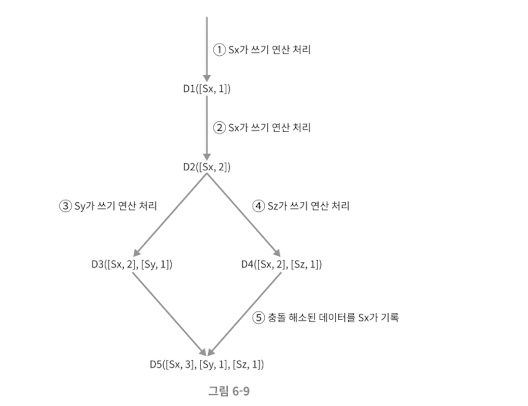 ① Sx가 쓰기 연산 처리
D1([Sx, 1])
② Sx가 쓰기 연산 처리
D2([Sx, 2])
③ Sy가 쓰기 연산 처리
④ Sz가 쓰기 연산 처리
D3([Sx, 2], [Sy, 1])
D4([Sx, 2], [Sz, 1])
⑤ 충돌 해소된 데이터를 Sx가 기록
D5([Sx, 3], [Sy, 1], [Sz, 1])
그림 6-9